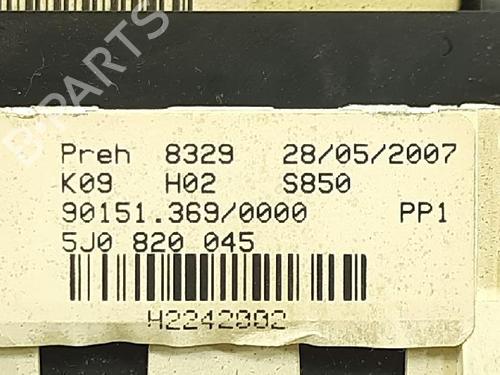 Preh 8329 28/05/2007
K09 H02 S850
90151.369/0000 PP1
5J0 820 045
H2242002
B-PARTS